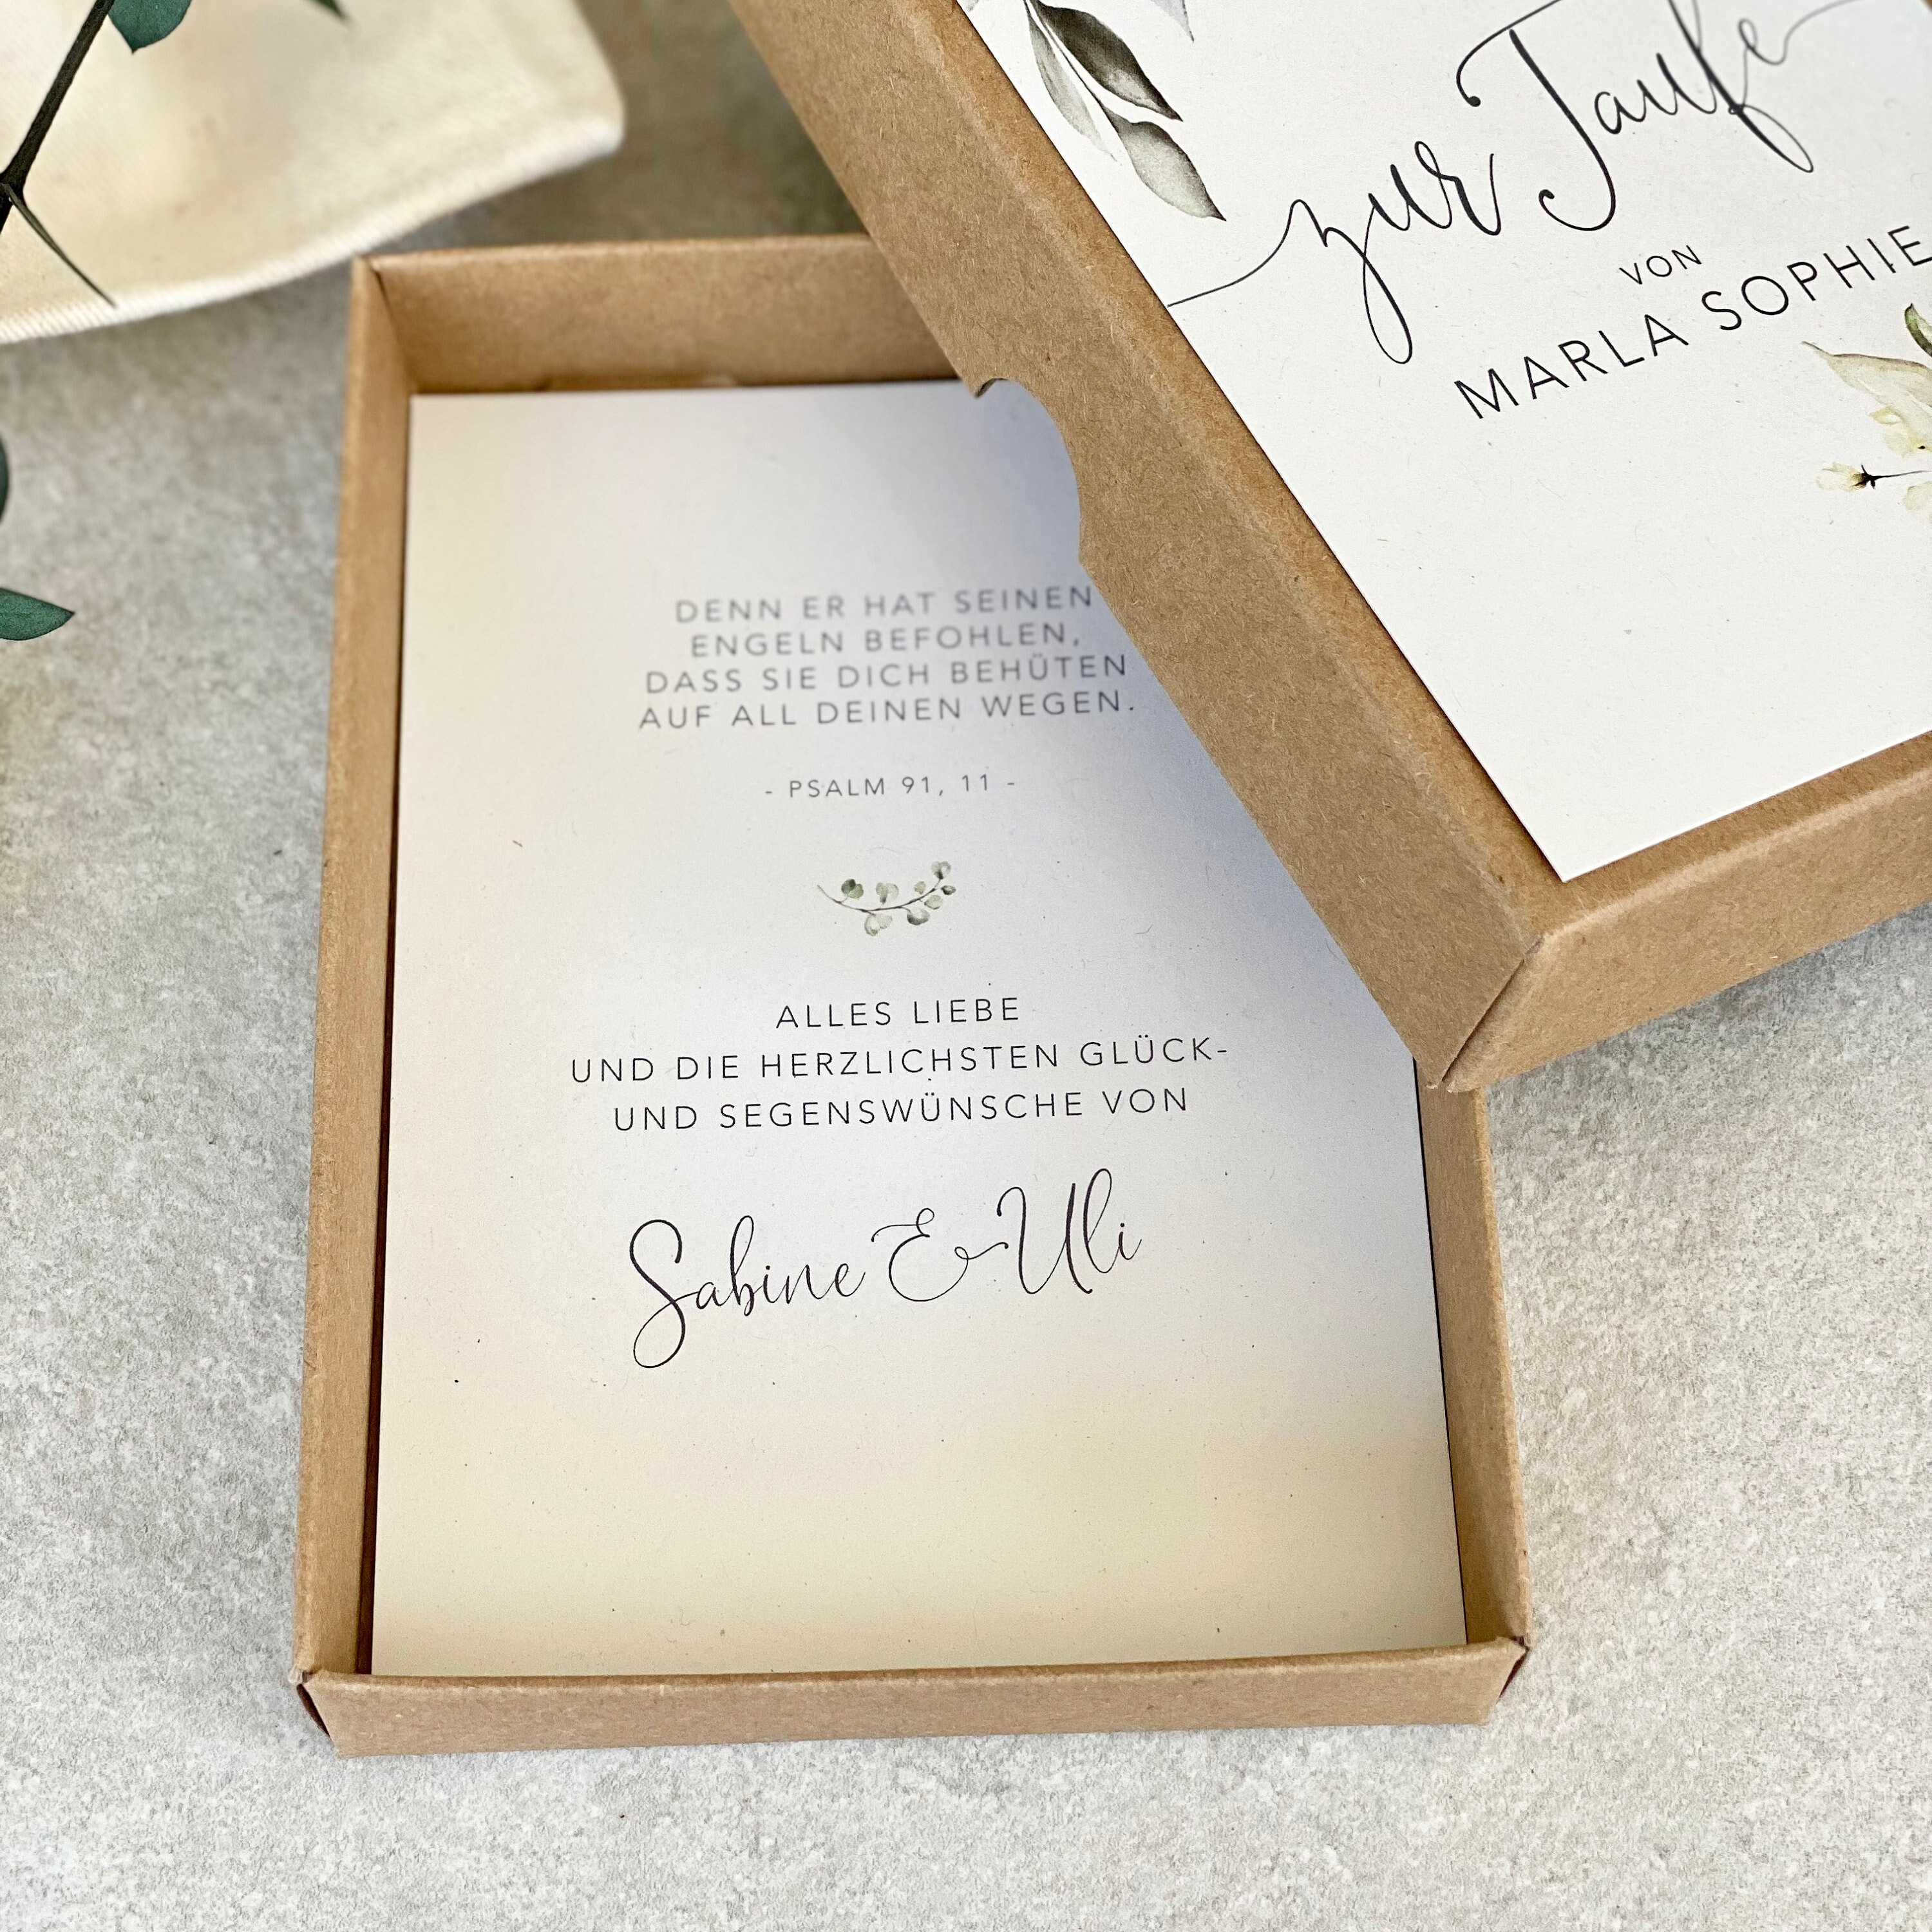 zur Taufe
VON
MARLA SOPHIE
DENN ER HAT SEINEN
ENGELN BEFOHLEN,
DASS SIE DICH BEHÜTEN
AUF ALL DEINEN WEGEN.
- PSALM 91, 11 -
ALLES LIEBE
UND DIE HERZLICHSTEN GLÜCK-
UND SEGENSWÜNSCHE VON
Sabine & Uli